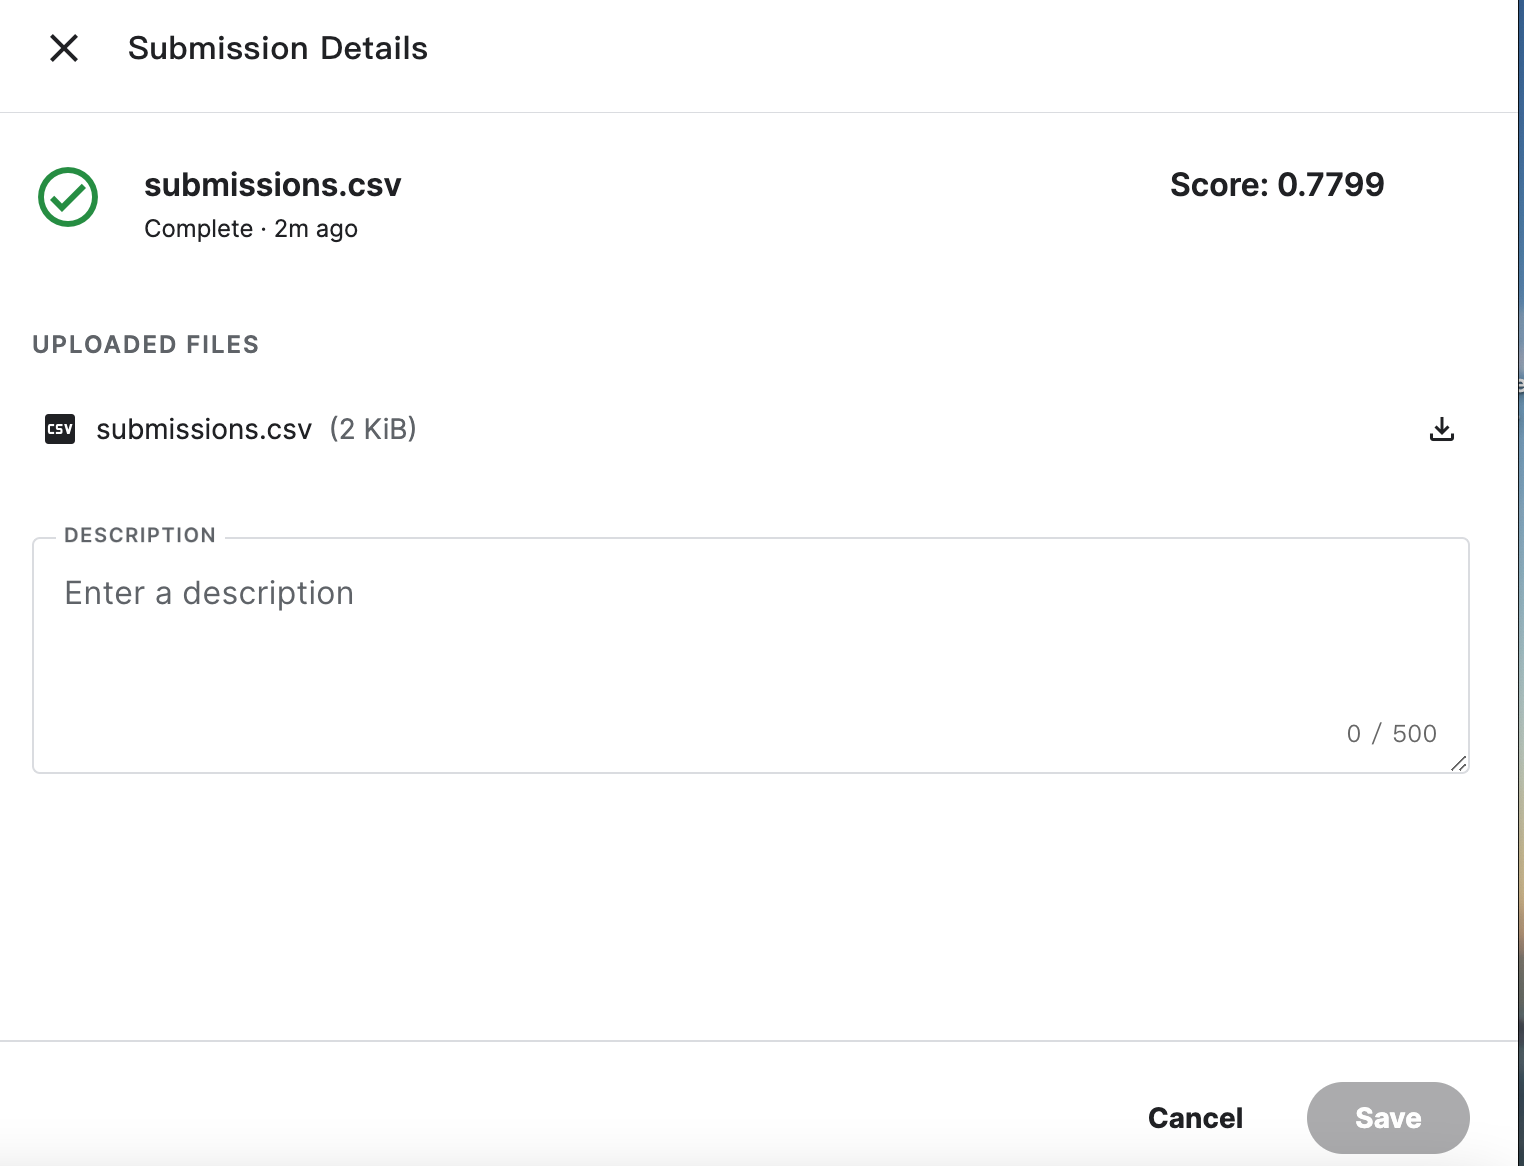 Submission Details
submissions.csv
Score: 0.7799
Complete · 2m ago
UPLOADED FILES
CSV submissions.csv (2 KiB)
DESCRIPTION
Enter a description
0 / 500
Cancel
Save